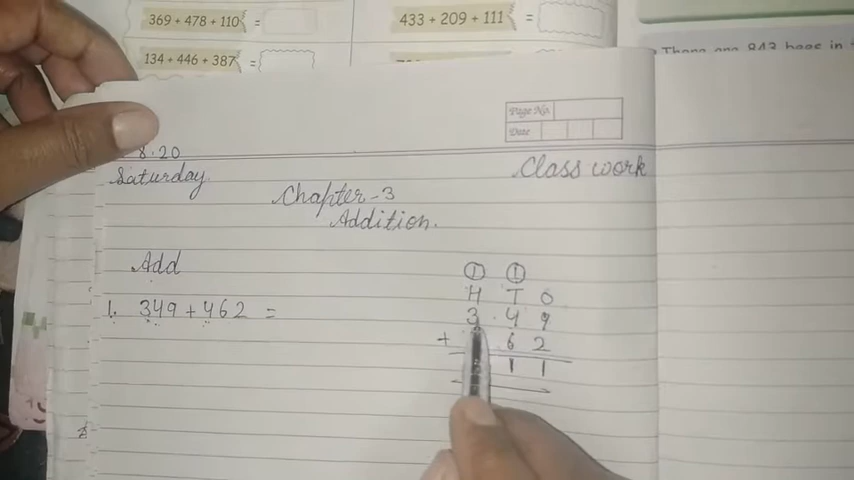 369 + 478 + 110 =
433 + 209 + 111 =
134 + 446 + 387 =
Page No.
Date
8.20
Saturday
Class work
Chapter-3
Addition.
Add
1. 349 + 462 =
1 1
H T O
3 4 9
+ 6 2
1 1